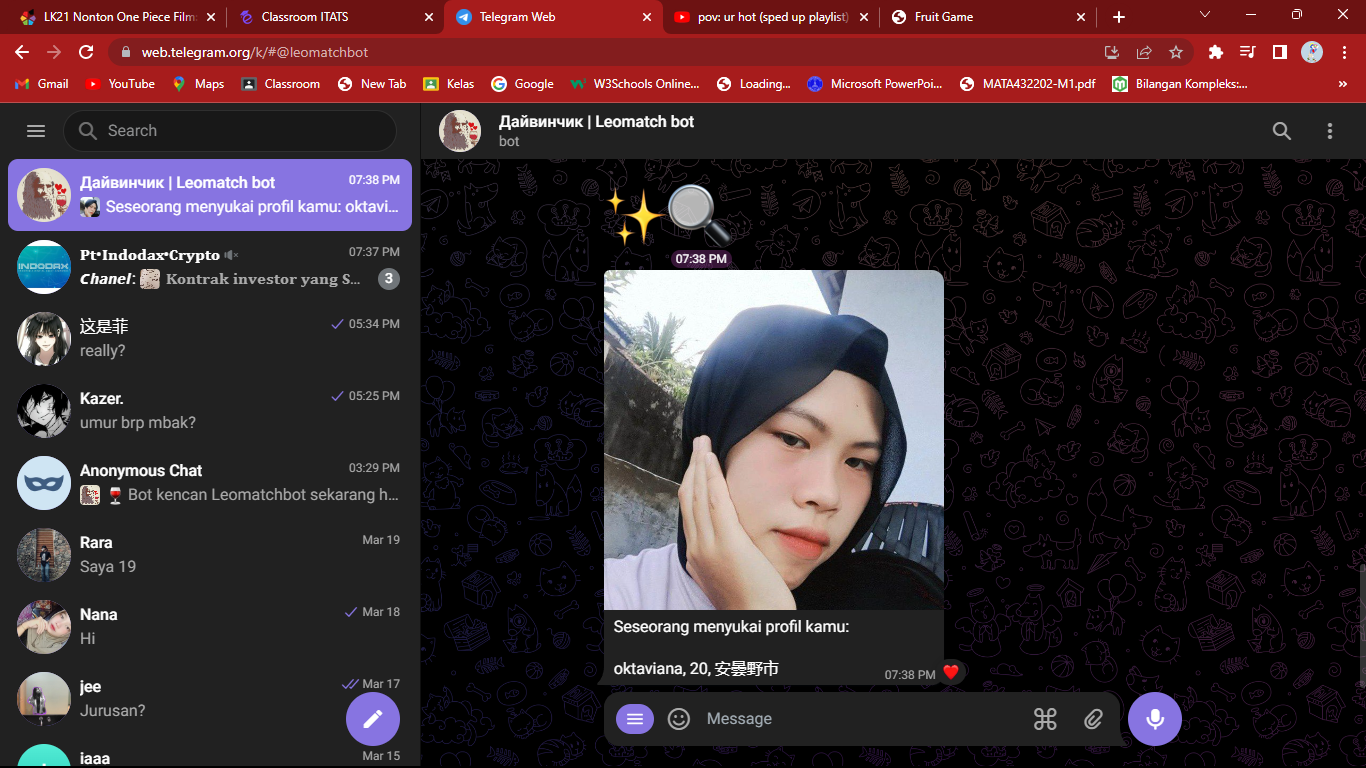 LK21 Nonton One Piece Film:
Classroom ITATS
Telegram Web
pov: ur hot (sped up playlist)
Fruit Game
web.telegram.org/k/#@leomatchbot
Gmail
YouTube
Maps
Classroom
New Tab
Kelas
Google
W3Schools Online...
Loading...
Microsoft PowerPoi...
MATA432202-M1.pdf
Bilangan Kompleks:...
»
Search
Дайвинчик | Leomatch bot
bot
Дайвинчик | Leomatch bot 07:38 PM
Seseorang menyukai profil kamu: oktavi...
Pt•Indodax•Crypto 07:37 PM
Chanel: Kontrak investor yang S... 3
INDODAX
这是菲 05:34 PM
really?
Kazer. 05:25 PM
umur brp mbak?
Anonymous Chat 03:29 PM
🍷 Bot kencan Leomatchbot sekarang h...
Rara Mar 19
Saya 19
Nana Mar 18
Hi
jee Mar 17
Jurusan?
iaaa Mar 15
07:38 PM
Seseorang menyukai profil kamu:
oktaviana, 20, 安曇野市
07:38 PM
Message